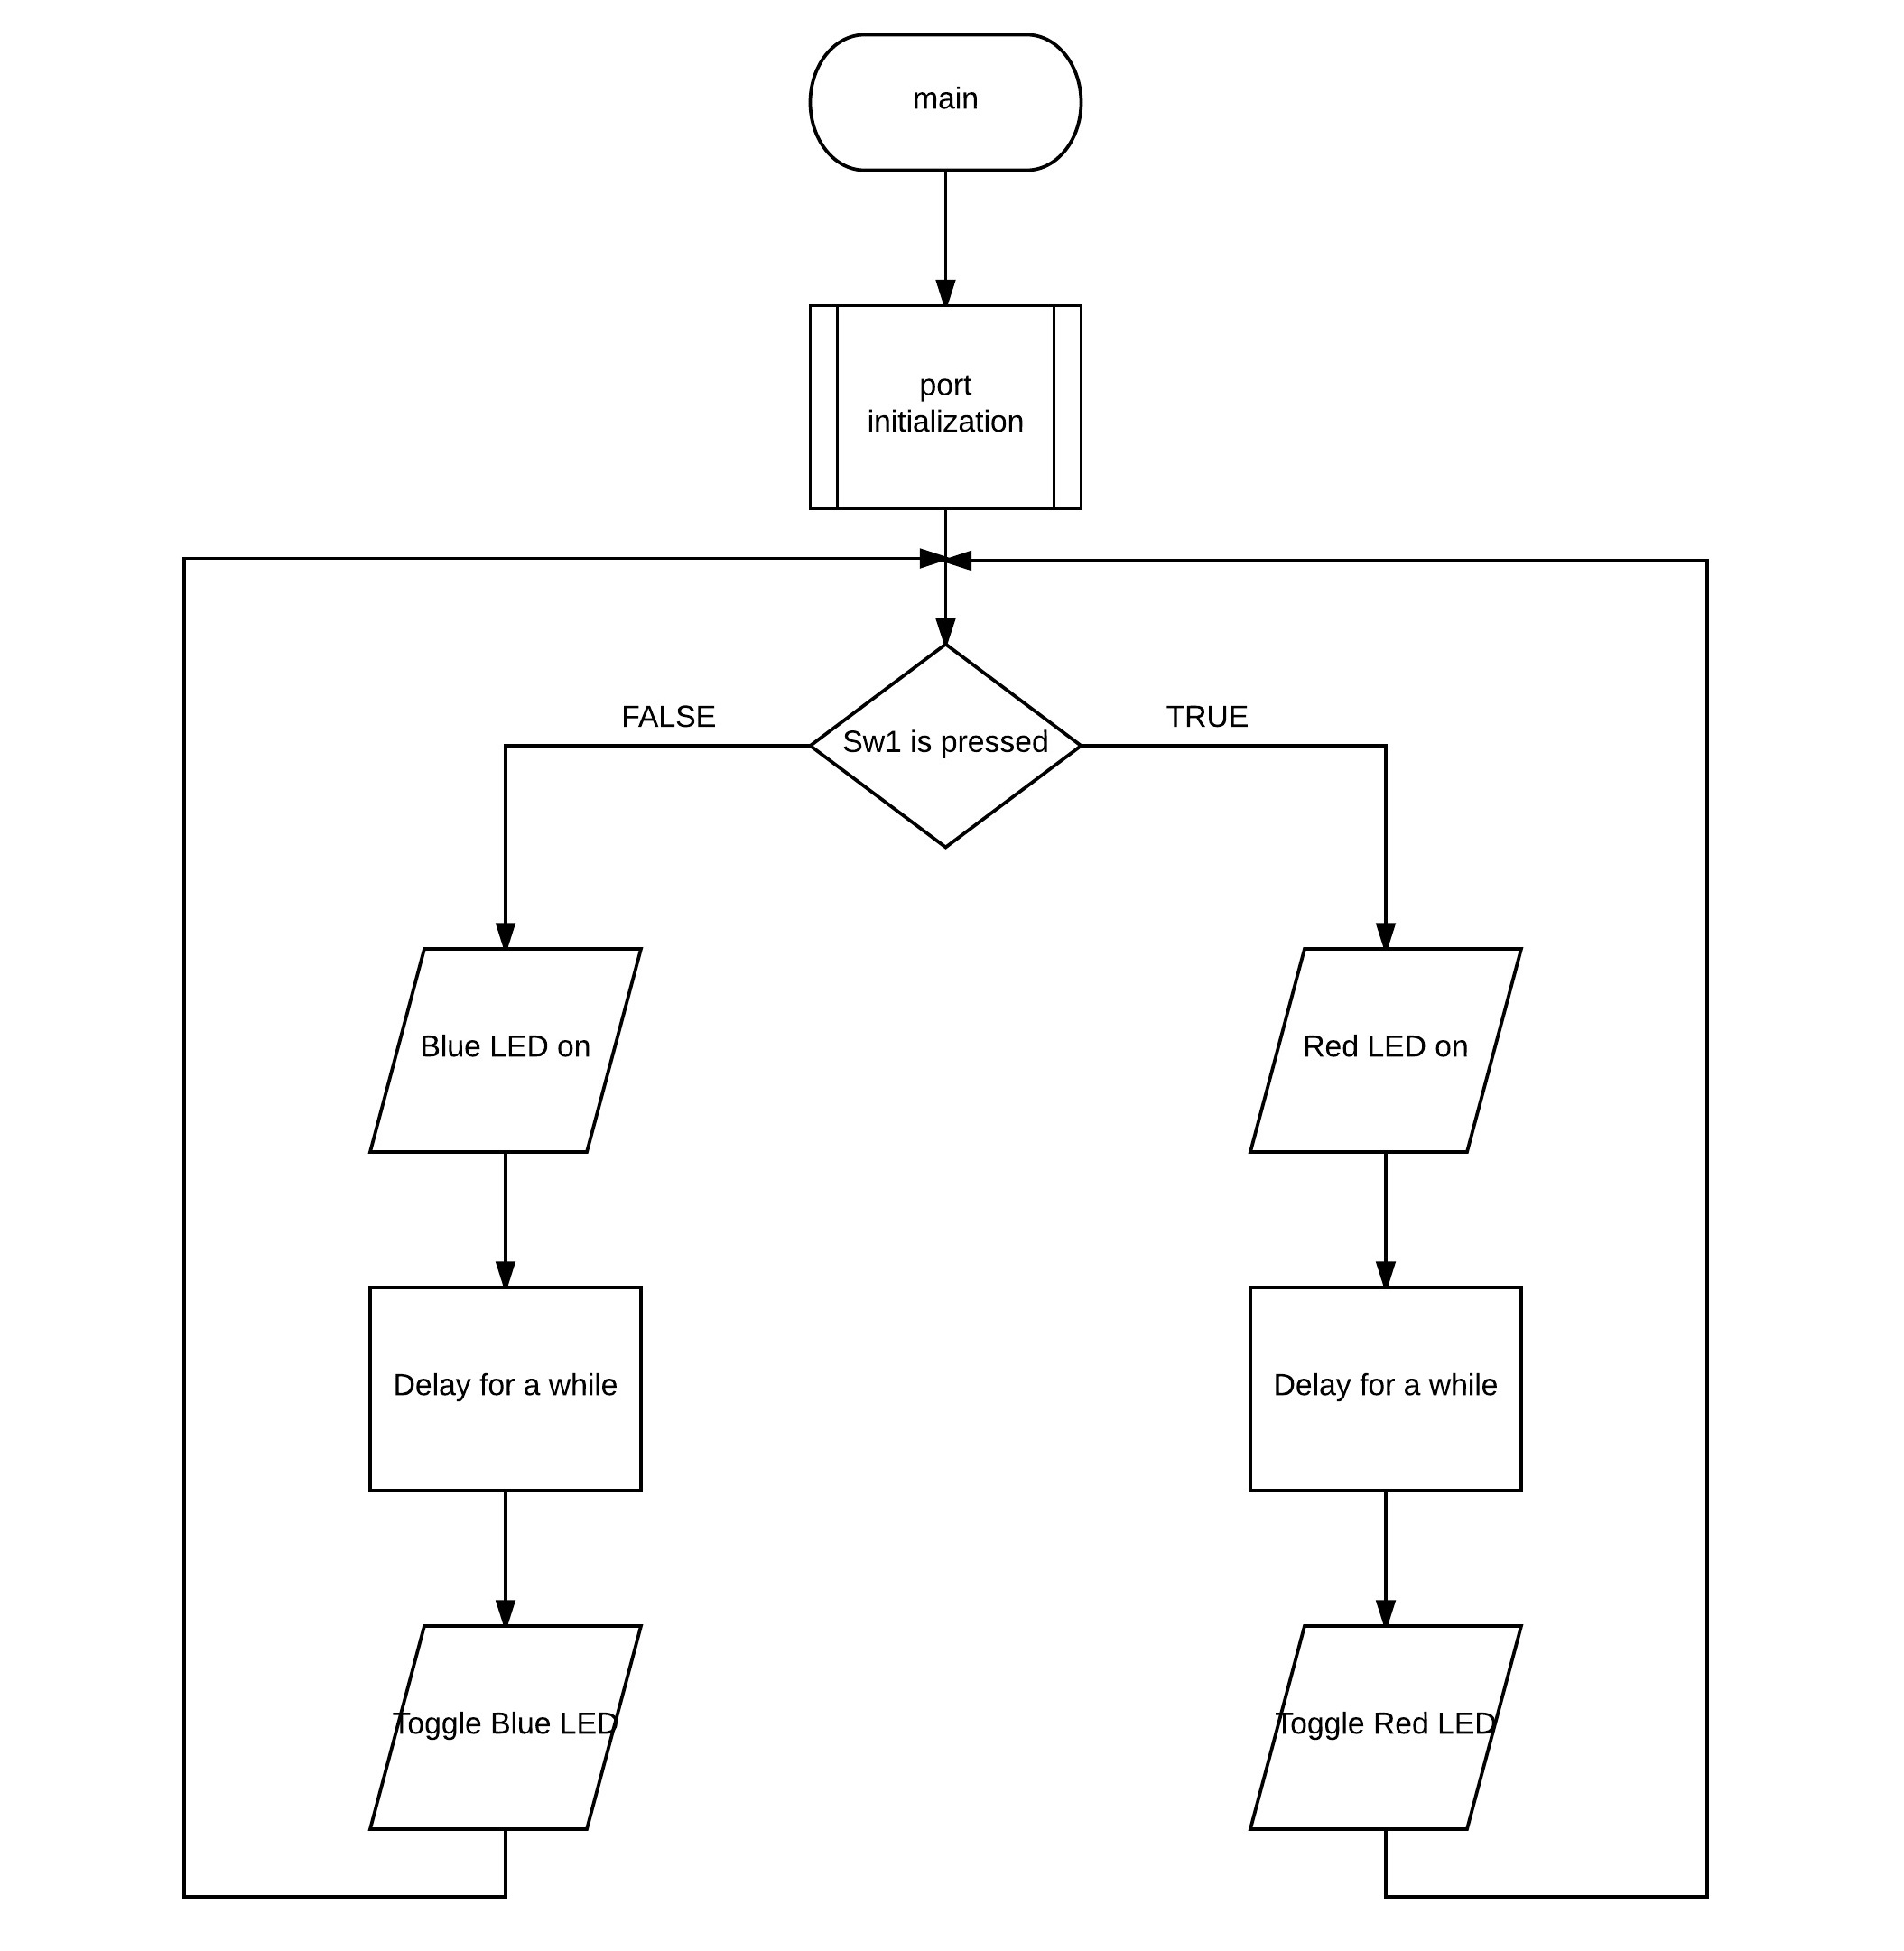 main
port
initialization
FALSE
TRUE
Sw1 is pressed
Blue LED on
Red LED on
Delay for a while
Delay for a while
Toggle Blue LED
Toggle Red LED